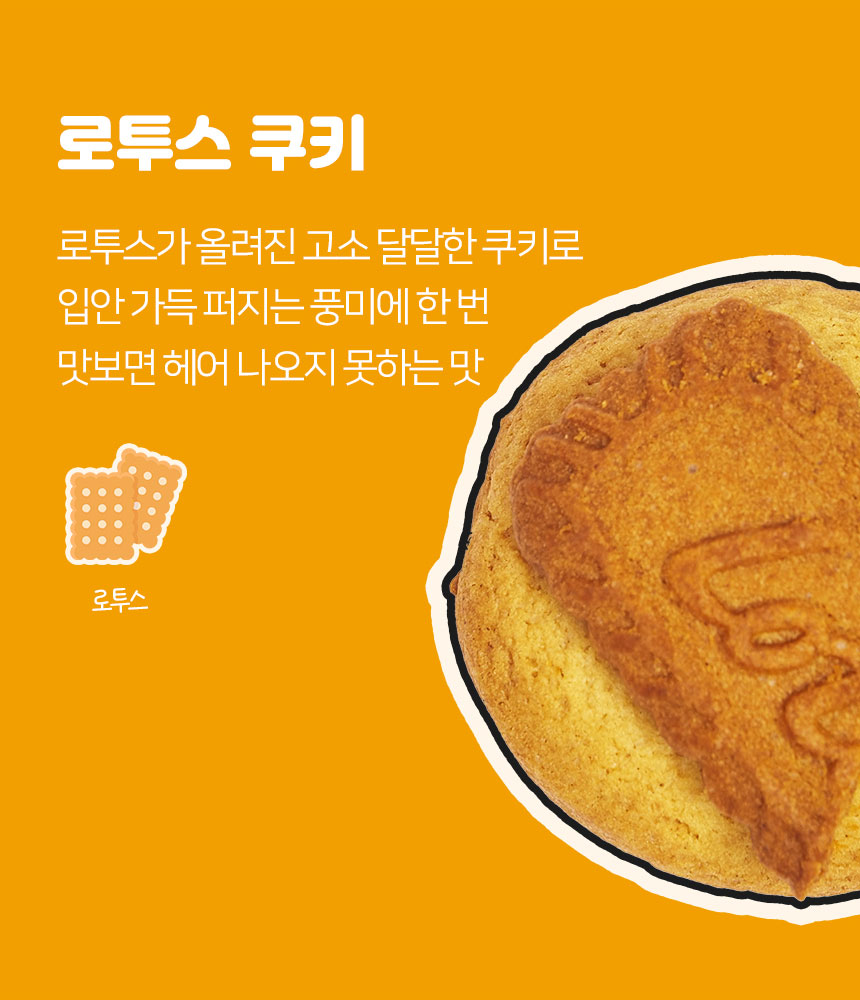 로투스 쿠키
로투스가 올려진 고소 달달한 쿠키로
입안 가득 퍼지는 풍미에 한 번
맛보면 헤어 나오지 못하는 맛
로투스